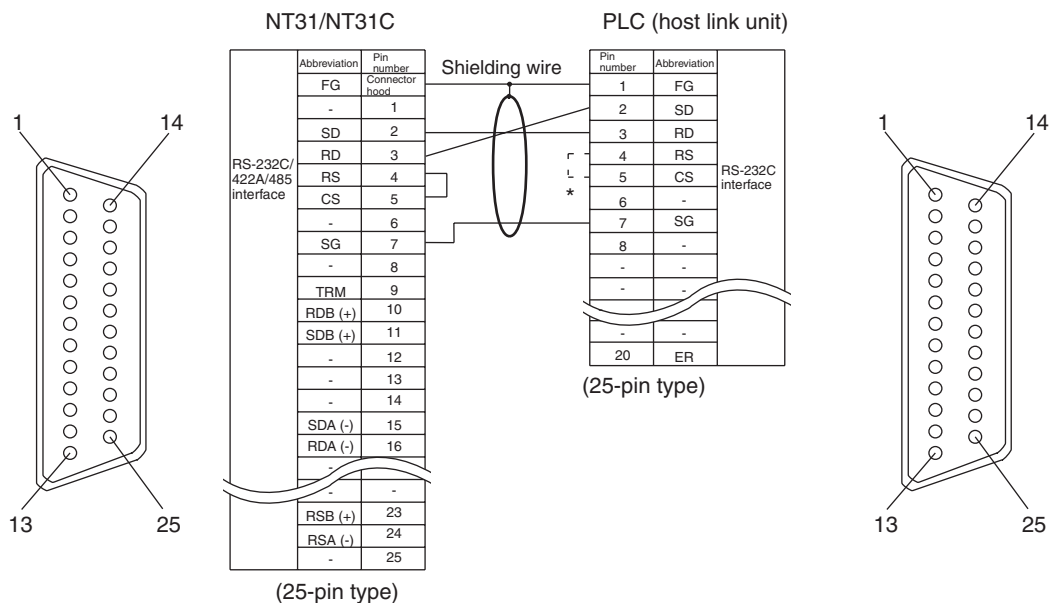 NT31/NT31C
PLC (host link unit)
Abbreviation Pin number
FG Connector hood
- 1
SD 2
RD 3
RS 4
CS 5
- 6
SG 7
- 8
TRM 9
RDB (+) 10
SDB (+) 11
- 12
- 13
- 14
SDA (-) 15
RDA (-) 16
-
- -
RSB (+) 23
RSA (-) 24
- 25
RS-232C/
422A/485
interface
(25-pin type)
Shielding wire
*
Pin number Abbreviation
1 FG
2 SD
3 RD
4 RS
5 CS
6 -
7 SG
8 -
- -
- -
- -
20 ER
RS-232C
interface
(25-pin type)
1 14
13 25
1 14
13 25